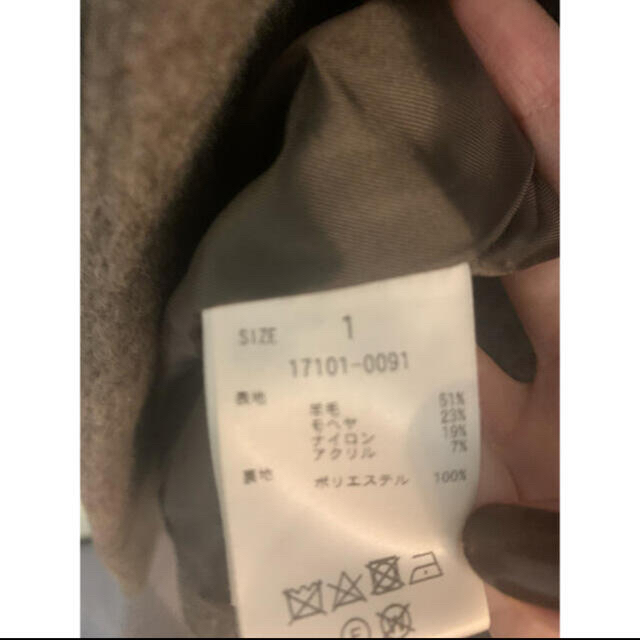 SIZE 1
17101-0091
表地 羊毛 51%
モヘヤ 23%
ナイロン 19%
アクリル 7%
裏地 ポリエステル 100%
F